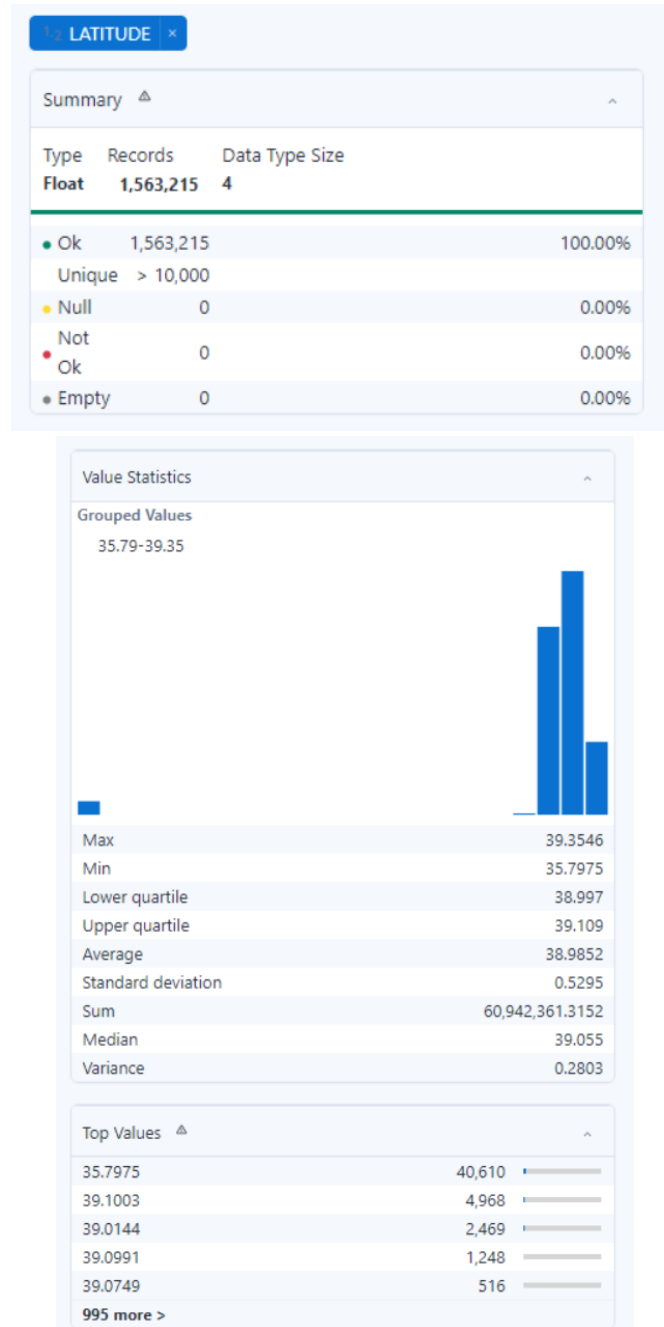 1.2 LATITUDE ×
Summary
Type Records Data Type Size
Float 1,563,215 4
Ok 1,563,215 100.00%
Unique > 10,000
Null 0 0.00%
Not Ok 0 0.00%
Empty 0 0.00%
Value Statistics
Grouped Values
35.79-39.35
Max 39.3546
Min 35.7975
Lower quartile 38.997
Upper quartile 39.109
Average 38.9852
Standard deviation 0.5295
Sum 60,942,361.3152
Median 39.055
Variance 0.2803
Top Values
35.7975 40,610
39.1003 4,968
39.0144 2,469
39.0991 1,248
39.0749 516
995 more >